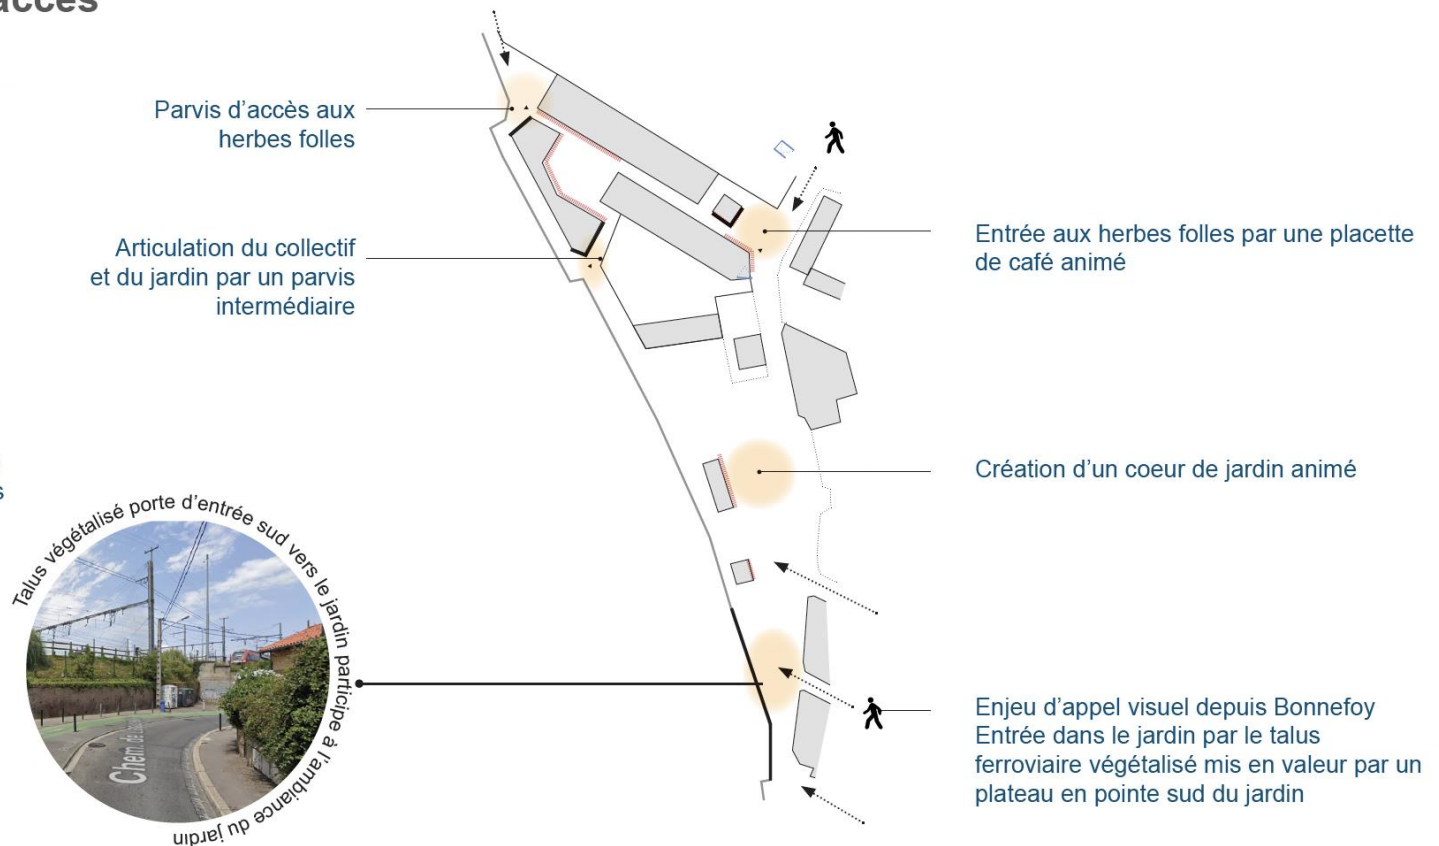 accès
Parvis d’accès aux
herbes folles
Articulation du collectif
et du jardin par un parvis
intermédiaire
Entrée aux herbes folles par une placette
de café animé
Création d’un coeur de jardin animé
s
Talus végétalisé porte d’entrée sud vers le jardin participe à l’ambiance du jardin
Chem. de
Enjeu d’appel visuel depuis Bonnefoy
Entrée dans le jardin par le talus
ferroviaire végétalisé mis en valeur par un
plateau en pointe sud du jardin